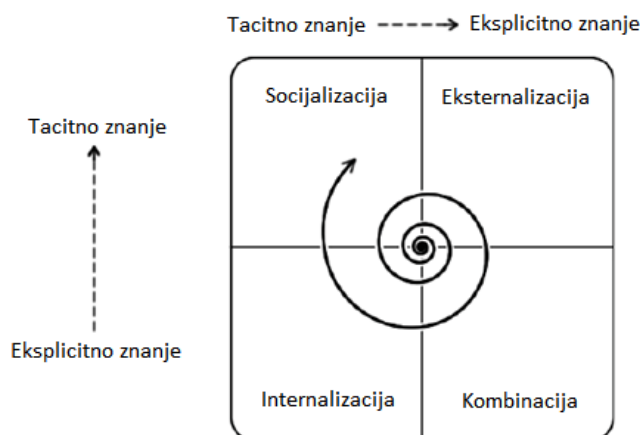 Tacitno znanje Eksplicitno znanje
Socijalizacija Eksternalizacija
Tacitno znanje
Eksplicitno znanje
Internalizacija Kombinacija